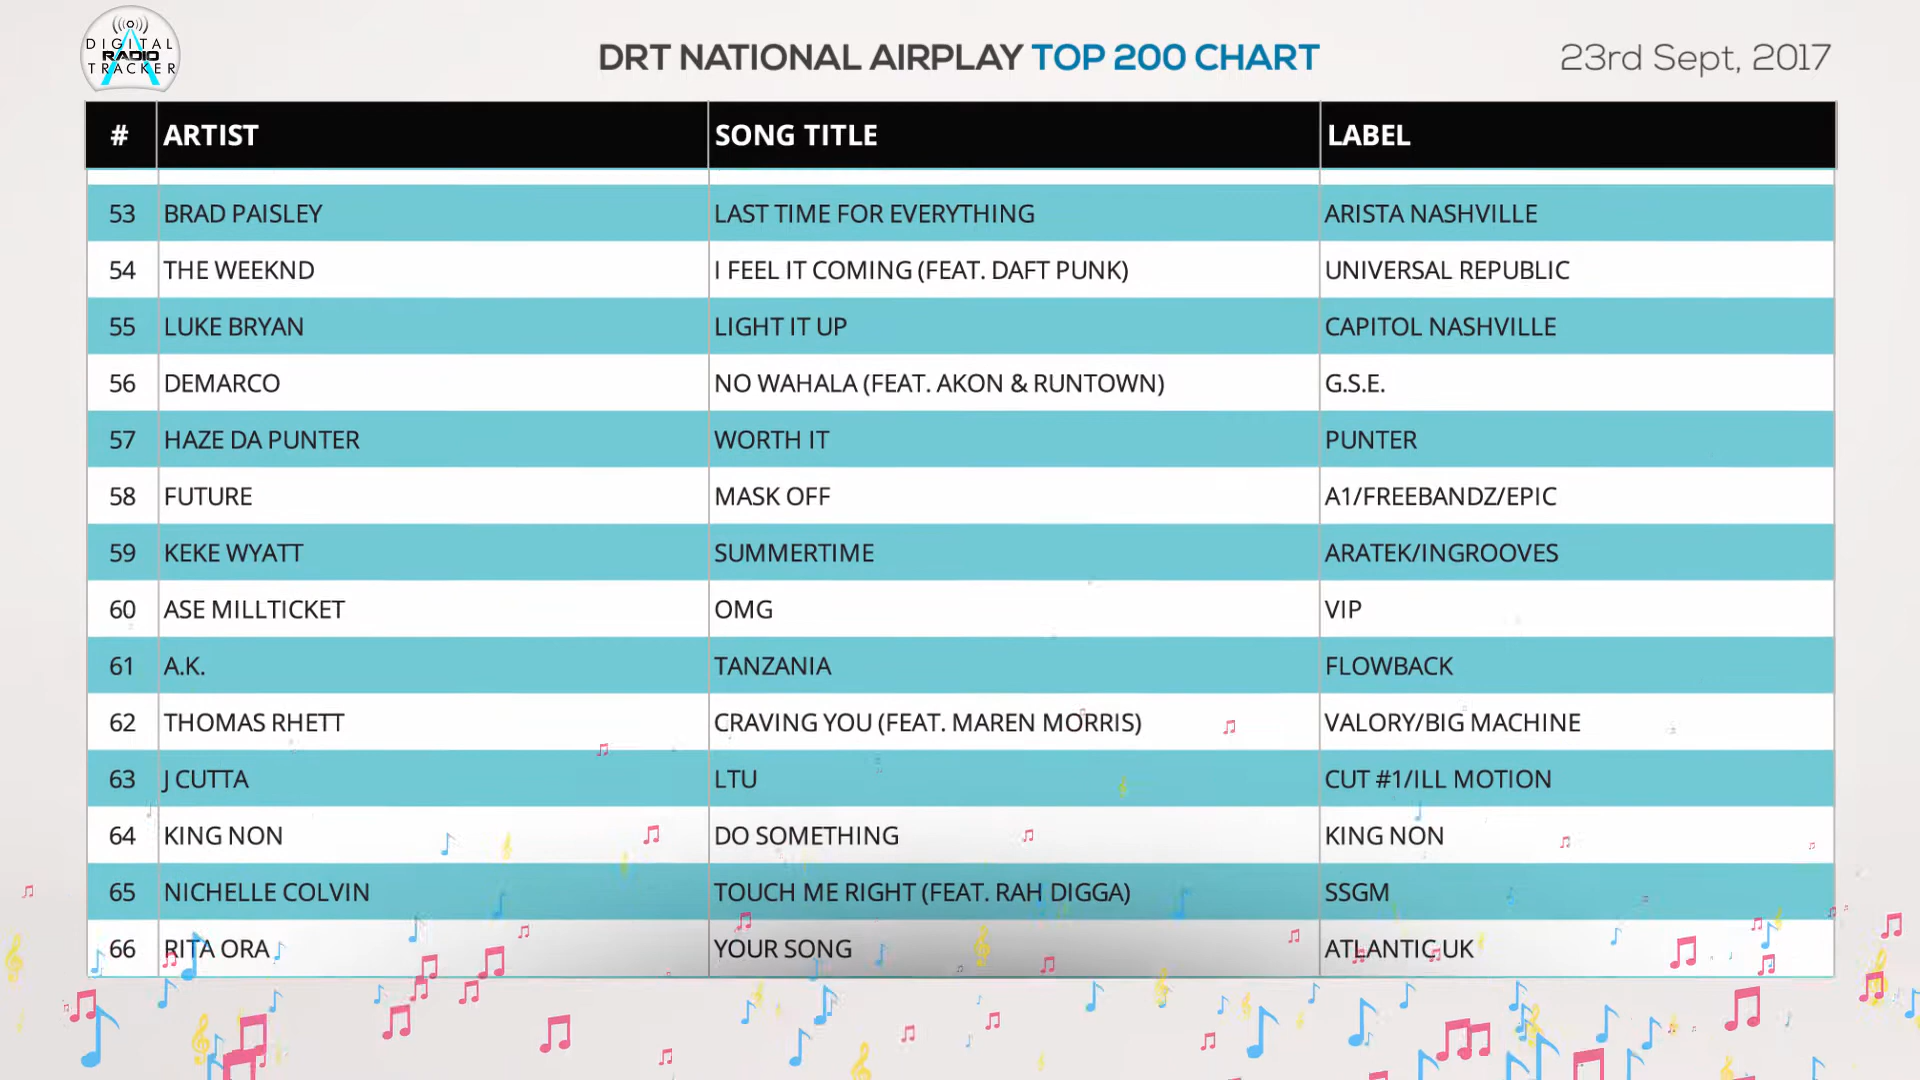 DIGITAL
RADIO
TRACKER
DRT NATIONAL AIRPLAY TOP 200 CHART
23rd Sept, 2017
# ARTIST SONG TITLE LABEL
53 BRAD PAISLEY LAST TIME FOR EVERYTHING ARISTA NASHVILLE
54 THE WEEKND I FEEL IT COMING (FEAT. DAFT PUNK) UNIVERSAL REPUBLIC
55 LUKE BRYAN LIGHT IT UP CAPITOL NASHVILLE
56 DEMARCO NO WAHALA (FEAT. AKON & RUNTOWN) G.S.E.
57 HAZE DA PUNTER WORTH IT PUNTER
58 FUTURE MASK OFF A1/FREEBANDZ/EPIC
59 KEKE WYATT SUMMERTIME ARATEK/INGROOVES
60 ASE MILLTICKET OMG VIP
61 A.K. TANZANIA FLOWBACK
62 THOMAS RHETT CRAVING YOU (FEAT. MAREN MORRIS) VALORY/BIG MACHINE
63 J CUTTA LTU CUT #1/ILL MOTION
64 KING NON DO SOMETHING KING NON
65 NICHELLE COLVIN TOUCH ME RIGHT (FEAT. RAH DIGGA) SSGM
66 RITA ORA YOUR SONG ATLANTIC UK